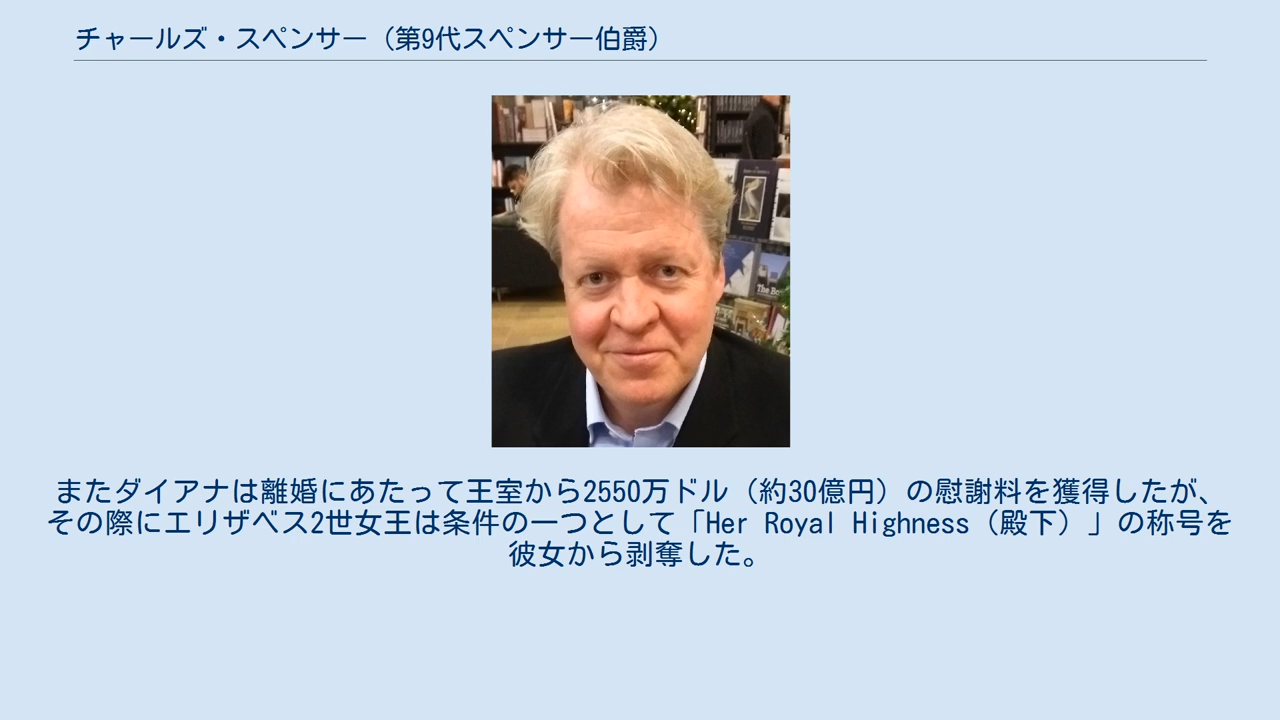 チャールズ・スペンサー（第9代スペンサー伯爵）
またダイアナは離婚にあたって王室から2550万ドル（約30億円）の慰謝料を獲得したが、
その際にエリザベス2世女王は条件の一つとして「Her Royal Highness（殿下）」の称号を
彼女から剥奪した。